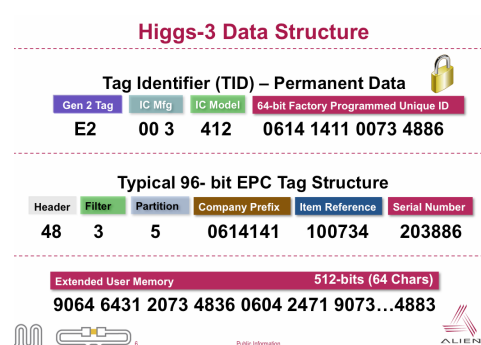 Higgs-3 Data Structure
Tag Identifier (TID) – Permanent Data
Gen 2 Tag IC Mfg IC Model 64-bit Factory Programmed Unique ID
E2 00 3 412 0614 1411 0073 4886
Typical 96- bit EPC Tag Structure
Header Filter Partition Company Prefix Item Reference Serial Number
48 3 5 0614141 100734 203886
Extended User Memory 512-bits (64 Chars)
9064 6431 2073 4836 0604 2471 9073…4883
6 Public Information
ALIEN